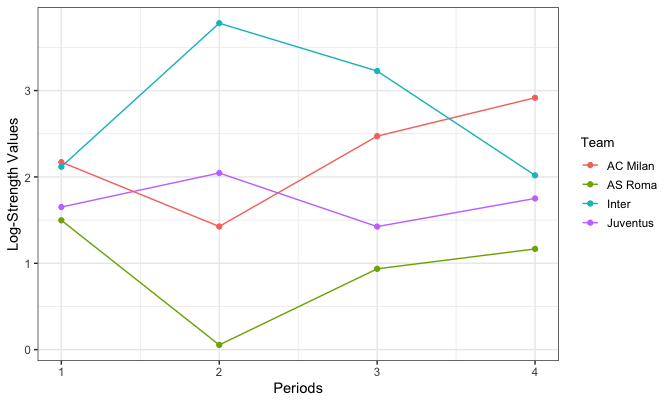 Log-Strength Values
3
2
1
0
1 2 3 4
Periods
Team
AC Milan
AS Roma
Inter
Juventus